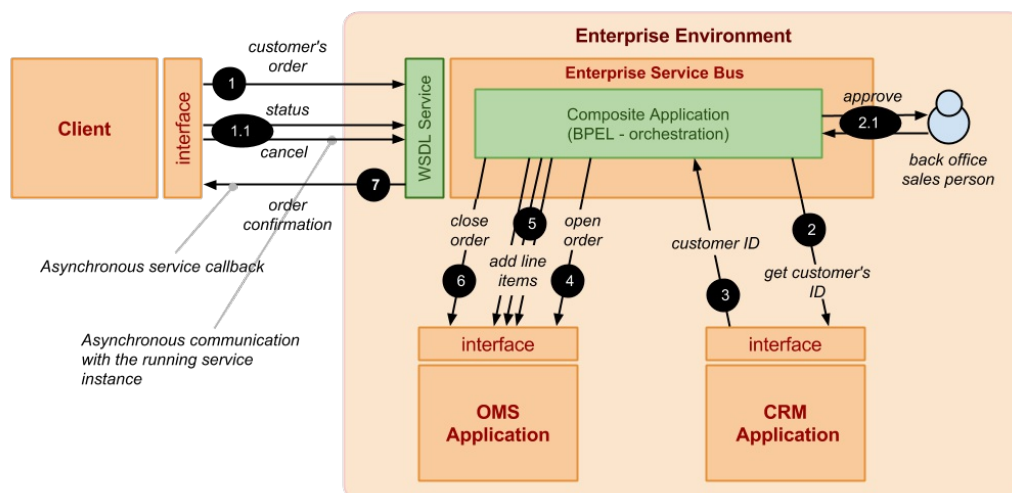 Enterprise Environment
customer's
order
1
Enterprise Service Bus
Client
interface
status
1.1
cancel
WSDL Service
Composite Application
(BPEL - orchestration)
approve
2.1
back office
sales person
7
order
confirmation
close
order
5
open
order
customer ID
2
add line
items
get customer's
ID
6
4
3
Asynchronous service callback
Asynchronous communication
with the running service
instance
interface
interface
OMS
Application
CRM
Application